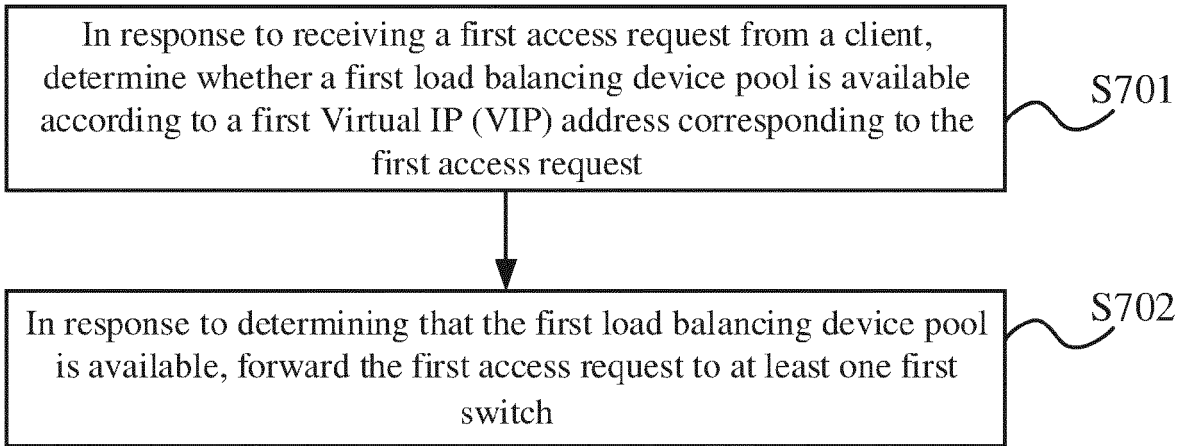 In response to receiving a first access request from a client,
determine whether a first load balancing device pool is available
according to a first Virtual IP (VIP) address corresponding to the
first access request
S701
In response to determining that the first load balancing device pool
is available, forward the first access request to at least one first
switch
S702